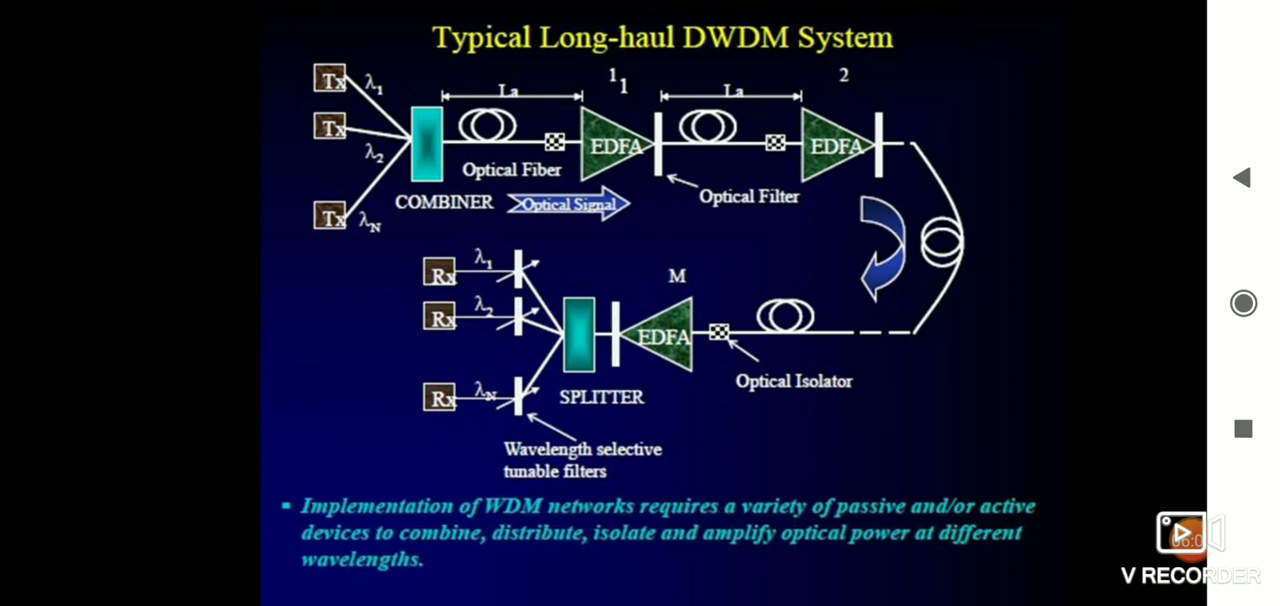 Typical Long-haul DWDM System
Tx λ1
La
1 1
La
2
Tx
λ2
EDFA
EDFA
Optical Fiber
Optical Filter
COMBINER
Optical Signal
Tx λN
Rx λ1
M
Rx λ2
EDFA
Optical Isolator
Rx λN
SPLITTER
Wavelength selective
tunable filters
Implementation of WDM networks requires a variety of passive and/or active
devices to combine, distribute, isolate and amplify optical power at different
wavelengths.
V RECORDER